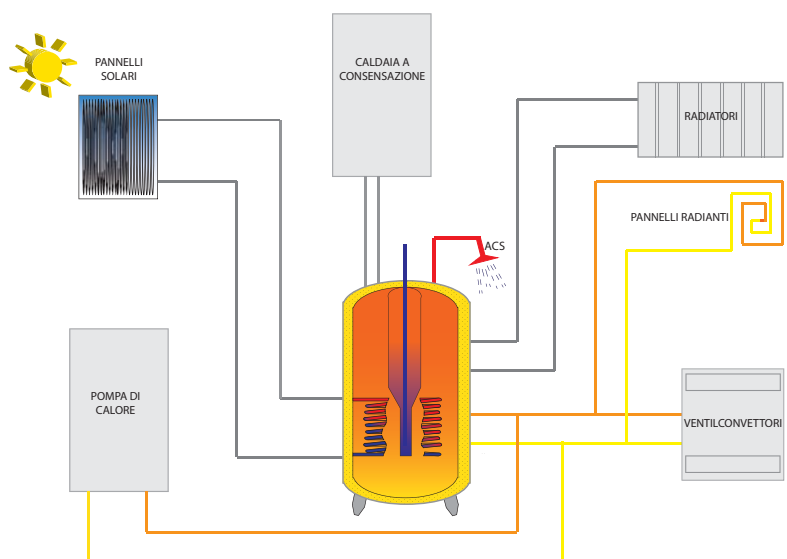 PANNELLI
SOLARI
CALDAIA A
CONSENSAZIONE
RADIATORI
PANNELLI RADIANTI
ACS
POMPA DI
CALORE
VENTILCONVETTORI